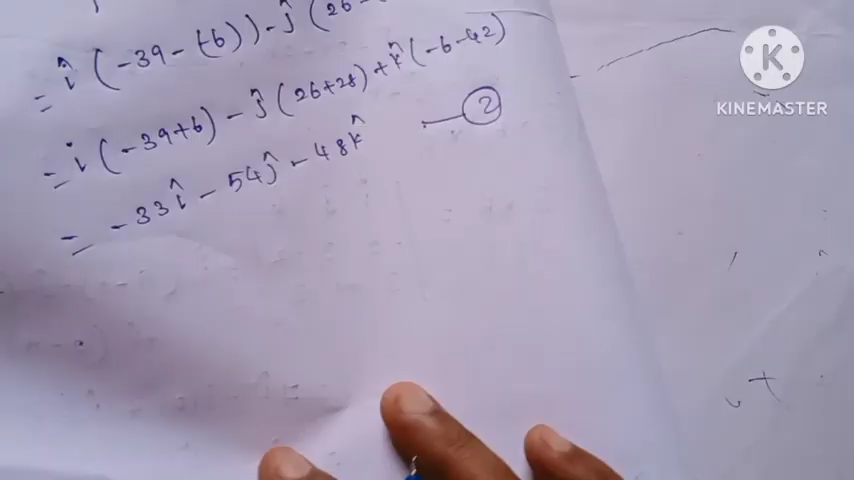 = î (-39-(-6)) - ĵ (26-
= i (-39+6) - ĵ (26+28) + k̂ (-6-42)
= -33î - 54ĵ - 48k̂ — 2
K
KINEMASTER